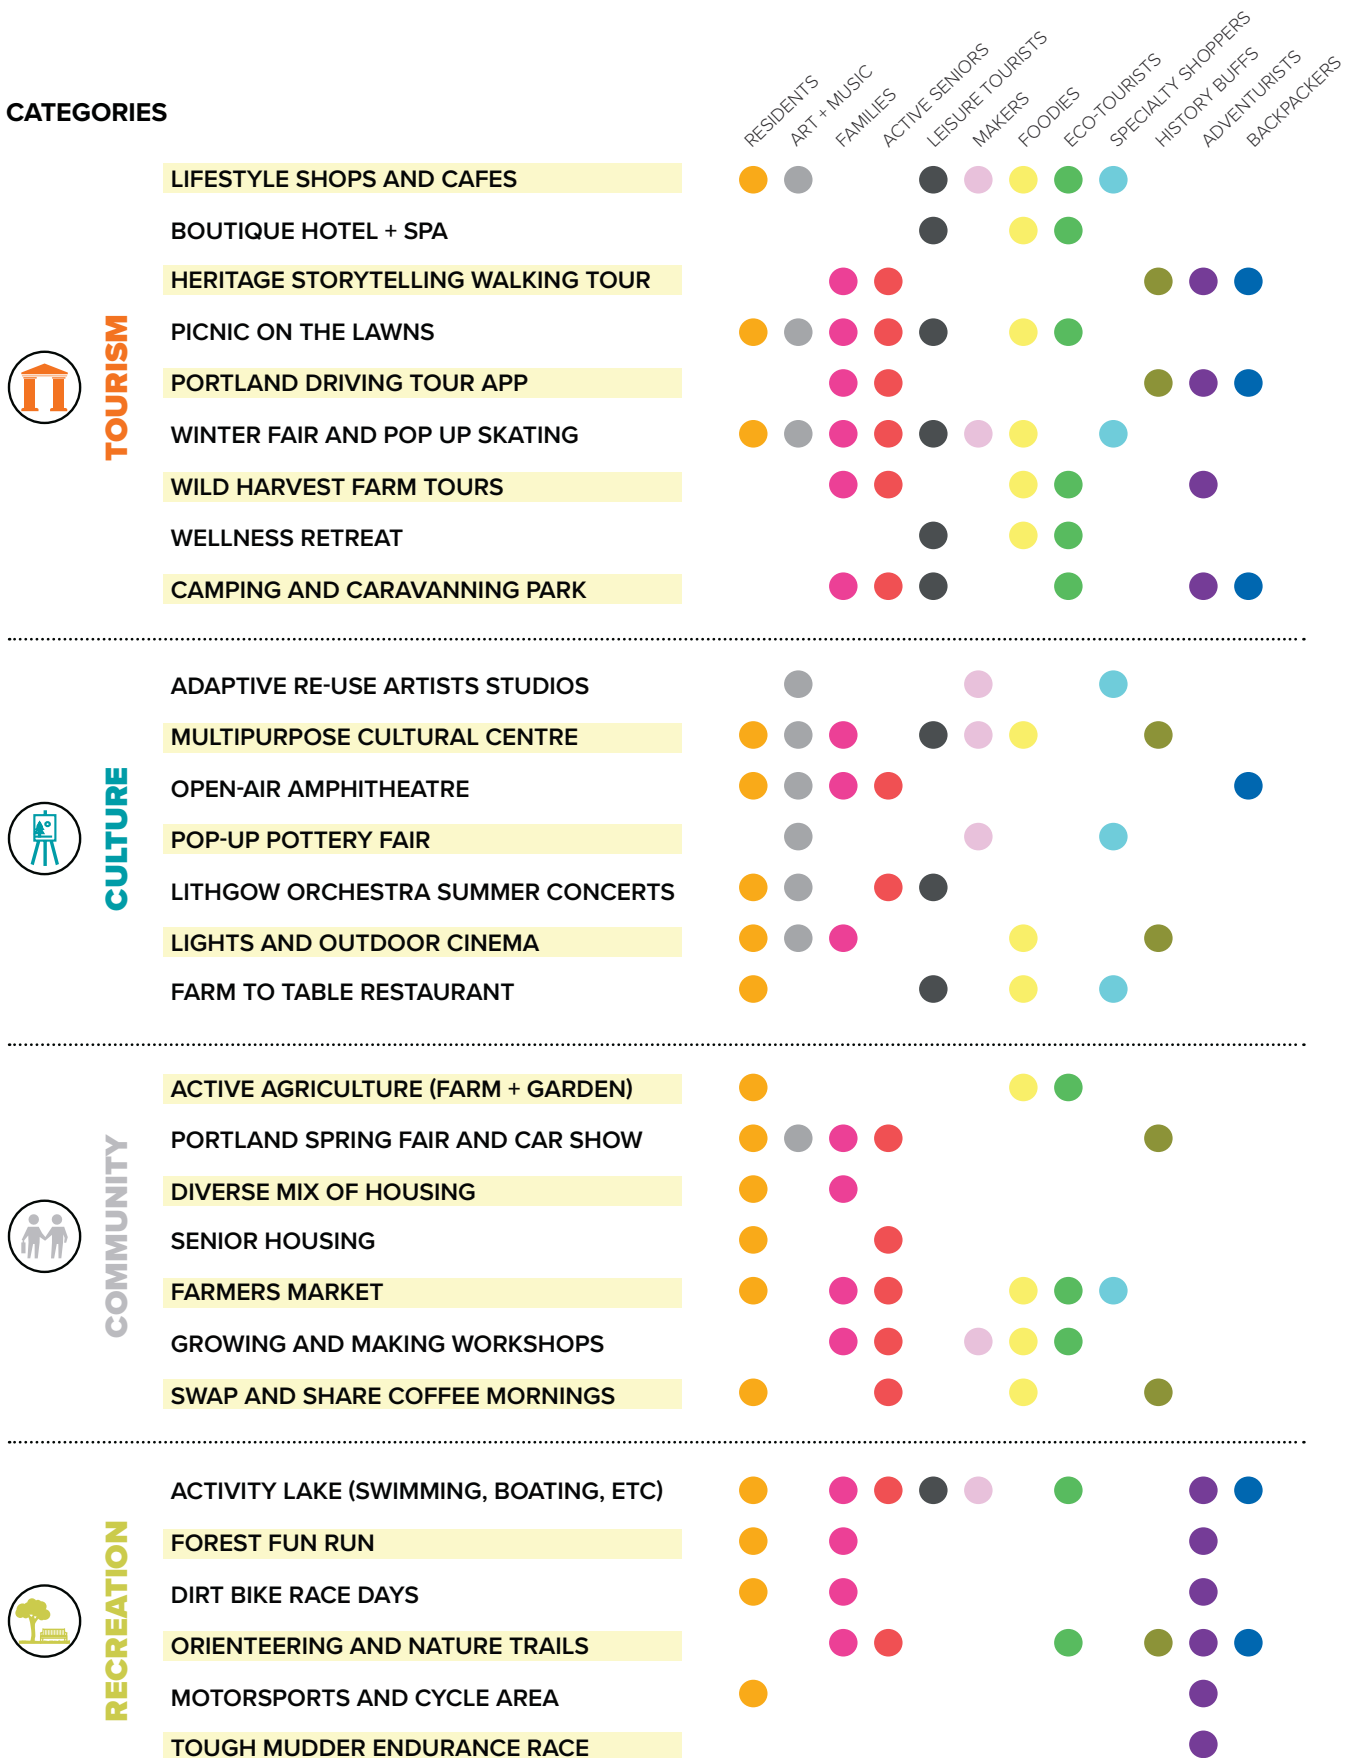 CATEGORIES
RESIDENTS
ART + MUSIC
FAMILIES
ACTIVE SENIORS
LEISURE TOURISTS
MAKERS
FOODIES
ECO-TOURISTS
SPECIALTY SHOPPERS
HISTORY BUFFS
ADVENTURISTS
BACKPACKERS
TOURISM
LIFESTYLE SHOPS AND CAFES
BOUTIQUE HOTEL + SPA
HERITAGE STORYTELLING WALKING TOUR
PICNIC ON THE LAWNS
PORTLAND DRIVING TOUR APP
WINTER FAIR AND POP UP SKATING
WILD HARVEST FARM TOURS
WELLNESS RETREAT
CAMPING AND CARAVANNING PARK
CULTURE
ADAPTIVE RE-USE ARTISTS STUDIOS
MULTIPURPOSE CULTURAL CENTRE
OPEN-AIR AMPHITHEATRE
POP-UP POTTERY FAIR
LITHGOW ORCHESTRA SUMMER CONCERTS
LIGHTS AND OUTDOOR CINEMA
FARM TO TABLE RESTAURANT
COMMUNITY
ACTIVE AGRICULTURE (FARM + GARDEN)
PORTLAND SPRING FAIR AND CAR SHOW
DIVERSE MIX OF HOUSING
SENIOR HOUSING
FARMERS MARKET
GROWING AND MAKING WORKSHOPS
SWAP AND SHARE COFFEE MORNINGS
RECREATION
ACTIVITY LAKE (SWIMMING, BOATING, ETC)
FOREST FUN RUN
DIRT BIKE RACE DAYS
ORIENTEERING AND NATURE TRAILS
MOTORSPORTS AND CYCLE AREA
TOUGH MUDDER ENDURANCE RACE